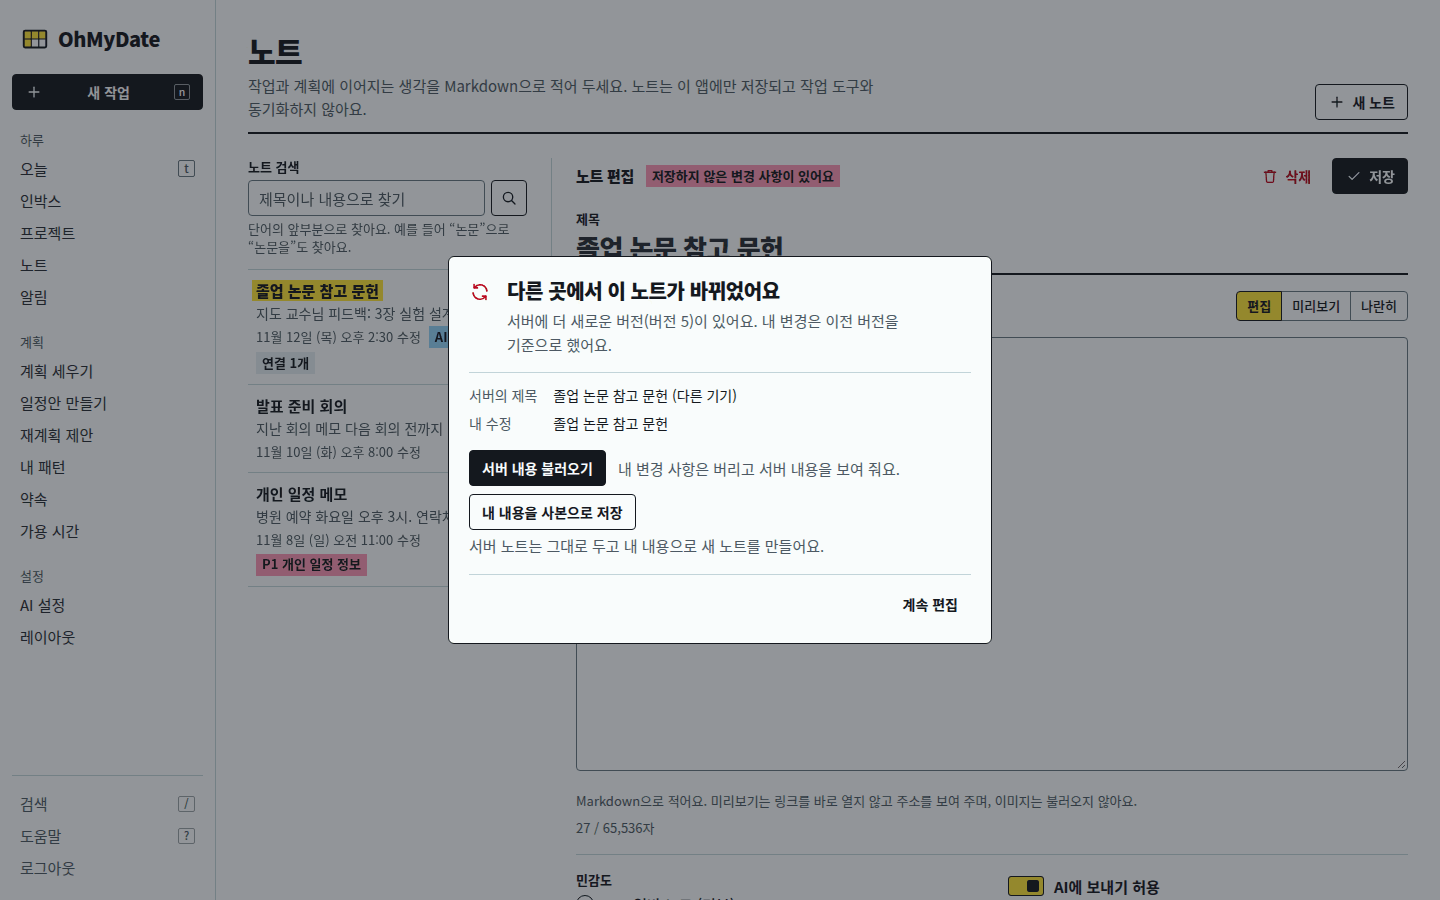 OhMyDate
새 작업 n
하루
오늘 t
인박스
프로젝트
노트
알림
계획
계획 세우기
일정안 만들기
재계획 제안
내 패턴
약속
가용 시간
설정
AI 설정
레이아웃
검색 /
도움말 ?
로그아웃
노트
작업과 계획에 이어지는 생각을 Markdown으로 적어 두세요. 노트는 이 앱에만 저장되고 작업 도구와
동기화하지 않아요.
새 노트
노트 검색
제목이나 내용으로 찾기
단어의 앞부분으로 찾아요. 예를 들어 “논문”으로
“논문을”도 찾아요.
졸업 논문 참고 문헌
지도 교수님 피드백: 3장 실험 설계
11월 12일 (목) 오후 2:30 수정 AI
연결 1개
발표 준비 회의
지난 회의 메모 다음 회의 전까지
11월 10일 (화) 오후 8:00 수정
개인 일정 메모
병원 예약 화요일 오후 3시. 연락처
11월 8일 (일) 오전 11:00 수정
P1 개인 일정 정보
노트 편집 저장하지 않은 변경 사항이 있어요
삭제 저장
제목
졸업 논문 참고 문헌
편집 미리보기 나란히
다른 곳에서 이 노트가 바뀌었어요
서버에 더 새로운 버전(버전 5)이 있어요. 내 변경은 이전 버전을
기준으로 했어요.
서버의 제목 졸업 논문 참고 문헌 (다른 기기)
내 수정 졸업 논문 참고 문헌
서버 내용 불러오기 내 변경 사항은 버리고 서버 내용을 보여 줘요.
내 내용을 사본으로 저장
서버 노트는 그대로 두고 내 내용으로 새 노트를 만들어요.
계속 편집
Markdown으로 적어요. 미리보기는 링크를 바로 열지 않고 주소를 보여 주며, 이미지는 불러오지 않아요.
27 / 65,536자
민감도
AI에 보내기 허용